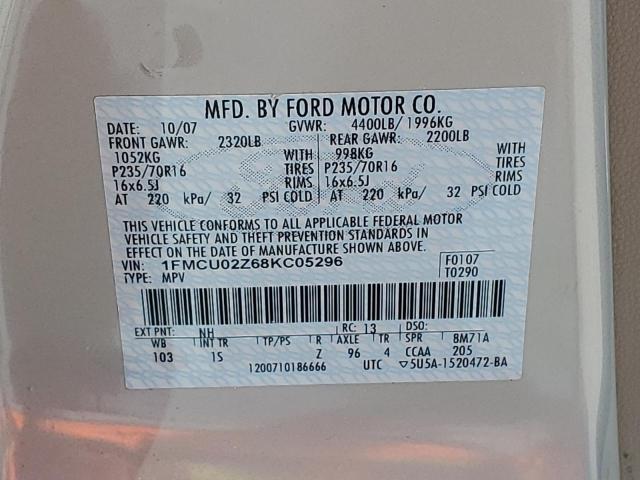 MFD. BY FORD MOTOR CO.
DATE: 10/07 GVWR: 4400LB/ 1996KG
FRONT GAWR: 2320LB REAR GAWR: 2200LB
1052KG WITH 998KG WITH
P235/70R16 TIRES P235/70R16 TIRES
16x6.5J RIMS 16x6.5J RIMS
AT 220 kPa/ 32 PSI COLD AT 220 kPa/ 32 PSI COLD
THIS VEHICLE CONFORMS TO ALL APPLICABLE FEDERAL MOTOR
VEHICLE SAFETY AND THEFT PREVENTION STANDARDS IN
EFFECT ON THE DATE OF MANUFACTURE SHOWN ABOVE.
VIN: 1FMCU02Z68KC05296 F0107
TYPE: MPV T0290
EXT PNT: NH RC: 13 DSO:
WB INT TR TP/PS R AXLE TR SPR BM71A
103 1S Z 96 4 CCAA 205
1200710186666 UTC ▽5U5A-1520472-BA